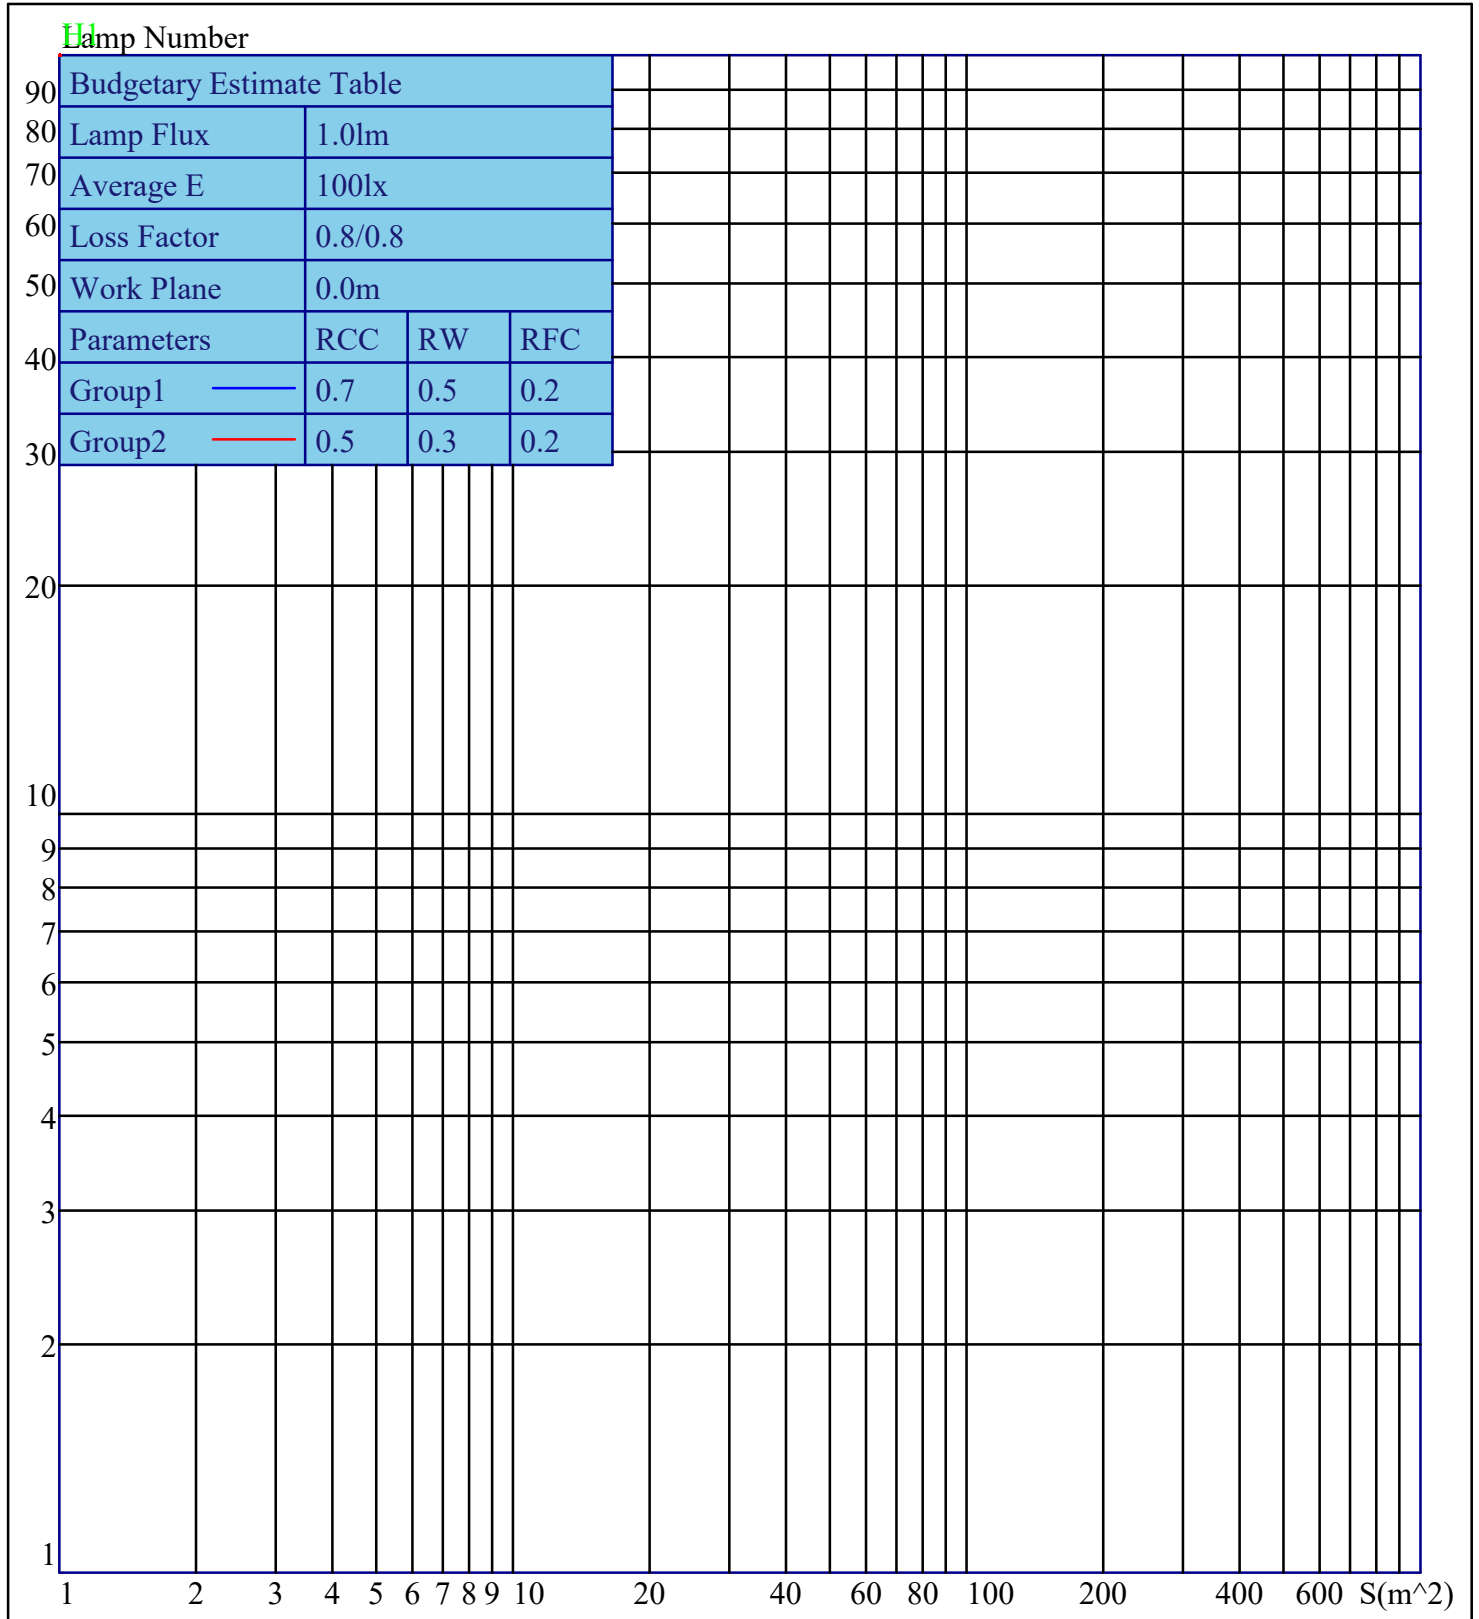 Lamp Number
Budgetary Estimate Table
Lamp Flux 1.0lm
Average E 100lx
Loss Factor 0.8/0.8
Work Plane 0.0m
Parameters RCC RW RFC
Group1 0.7 0.5 0.2
Group2 0.5 0.3 0.2
90
80
70
60
50
40
30
20
10
9
8
7
6
5
4
3
2
1
1 2 3 4 5 6 7 8 9 10 20 40 60 80 100 200 400 600 S(m^2)